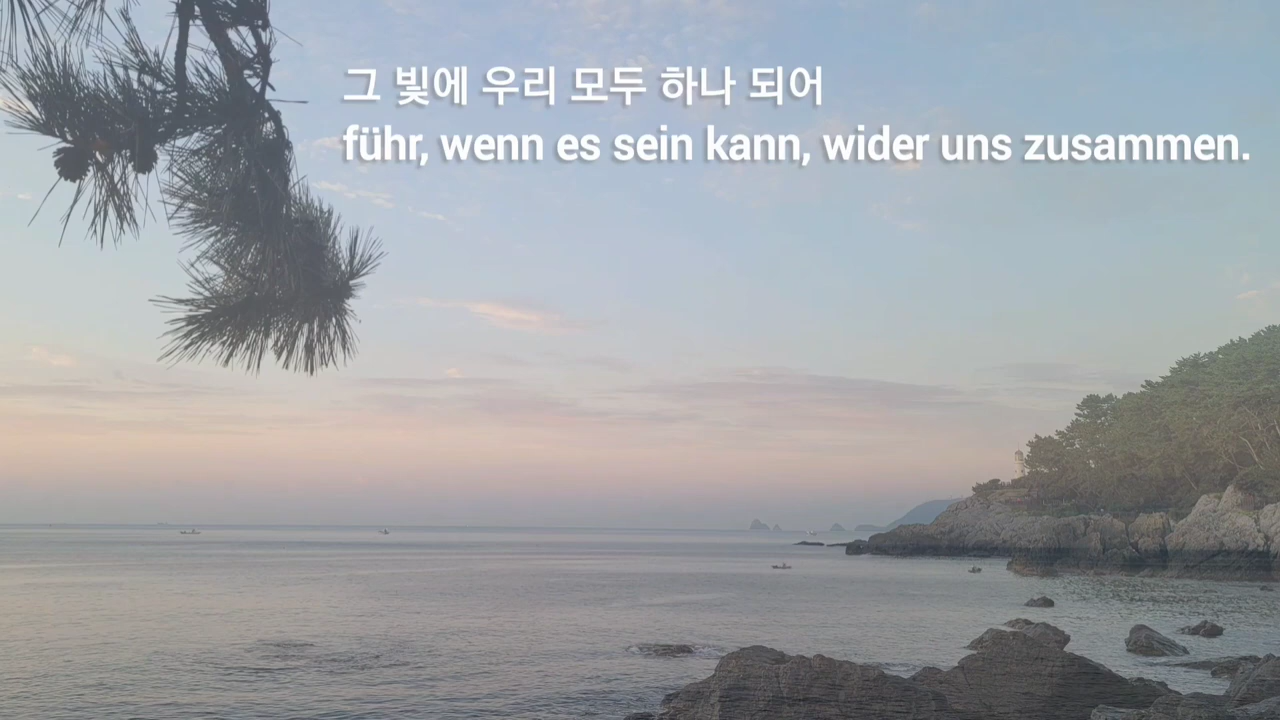 그 빛에 우리 모두 하나 되어
führ, wenn es sein kann, wider uns zusammen.